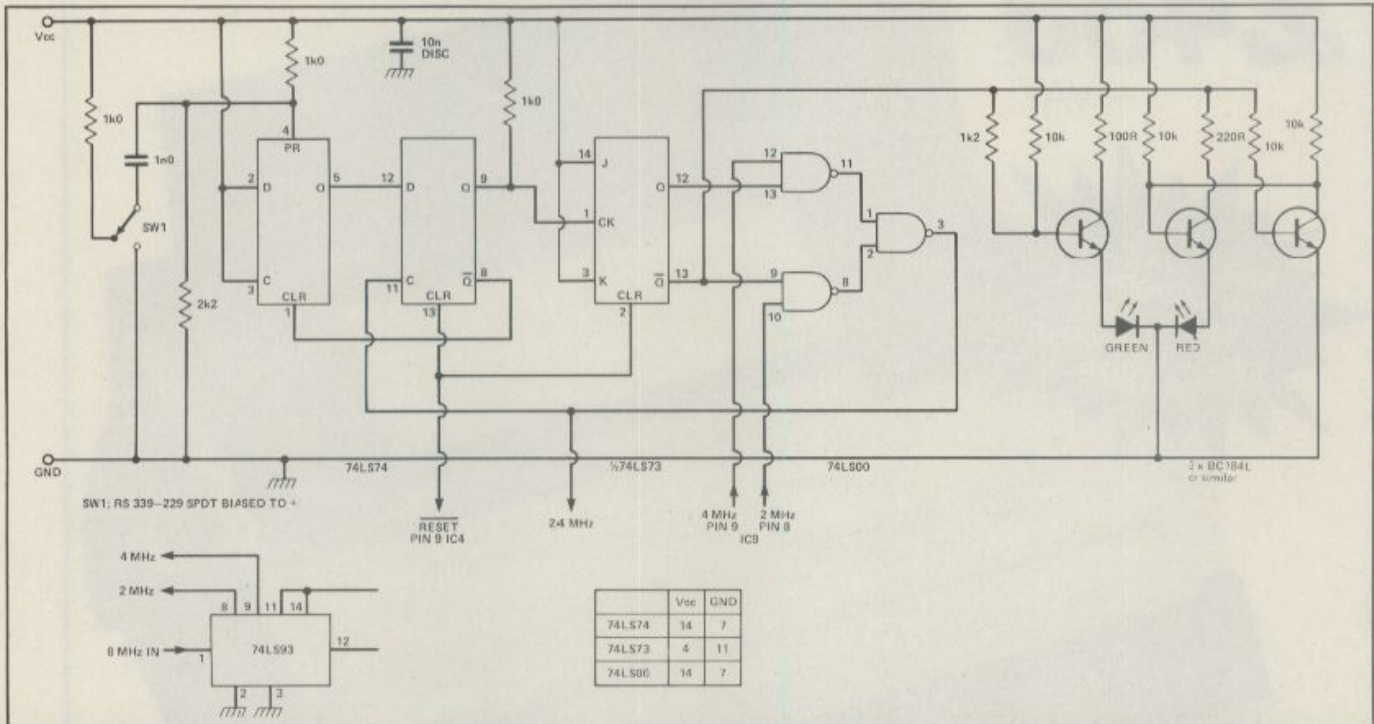 Vcc
1k0
10n
DISC
1k0
1k0
1n0
SW1
2k2
4
PR
2
D
Q
5
C
3
CLR
1
12
D
Q
9
C
11
Q
8
CLR
13
14
J
1
CK
3
K
Q
12
Q
13
CLR
2
12
13
11
9
10
8
1
2
3
1k2
10k
100R
10k
220R
10k
10k
GREEN
RED
GND
74LS74
½74LS73
74LS00
3 x BC184L
or similar
SW1; RS 339-229 SPDT BIASED TO +
RESET
PIN 9 IC4
2/4 MHz
4 MHz
PIN 9
2 MHz
PIN 8
IC9
4 MHz
2 MHz
8 9 11 14
8 MHz IN
1
74LS93
12
2 3
Vcc GND
74LS74 14 7
74LS73 4 11
74LS00 14 7